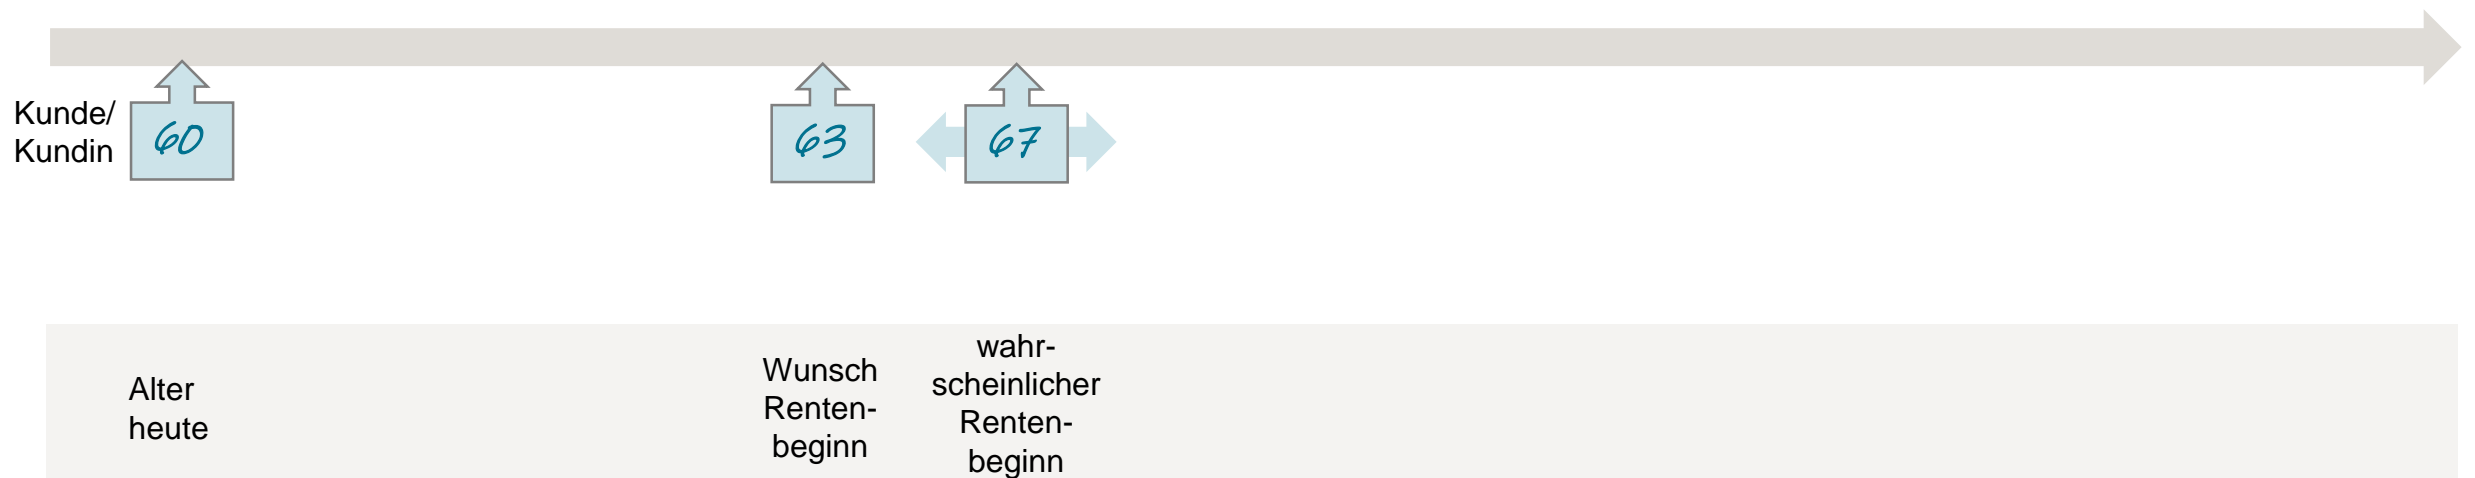 Kunde/
Kundin
60
63
67
Alter
heute
Wunsch
Renten-
beginn
wahr-
scheinlicher
Renten-
beginn